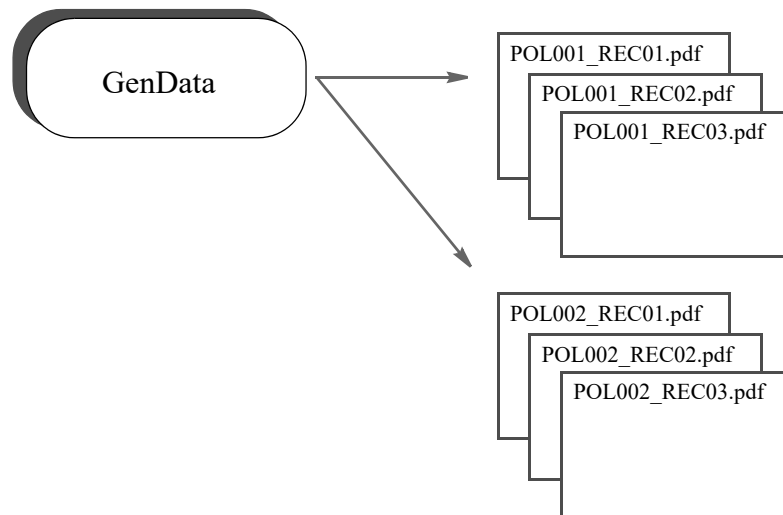 GenData
POL001_REC01.pdf
POL001_REC02.pdf
POL001_REC03.pdf
POL002_REC01.pdf
POL002_REC02.pdf
POL002_REC03.pdf